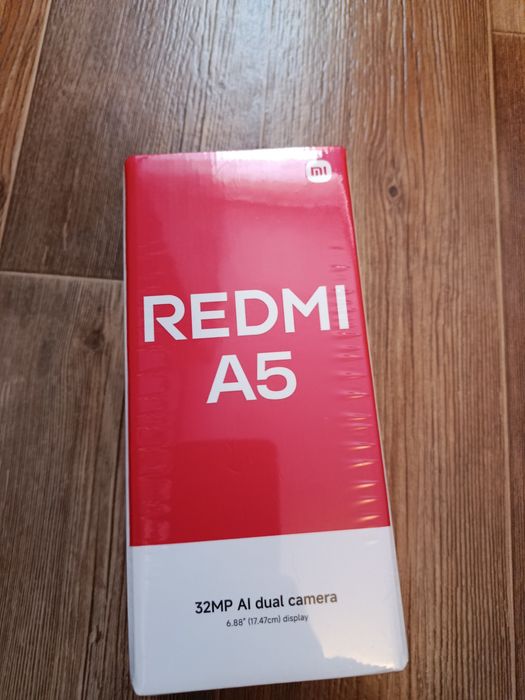 mi
REDMI
A5
32MP AI dual camera
6.88" (17.47cm) display